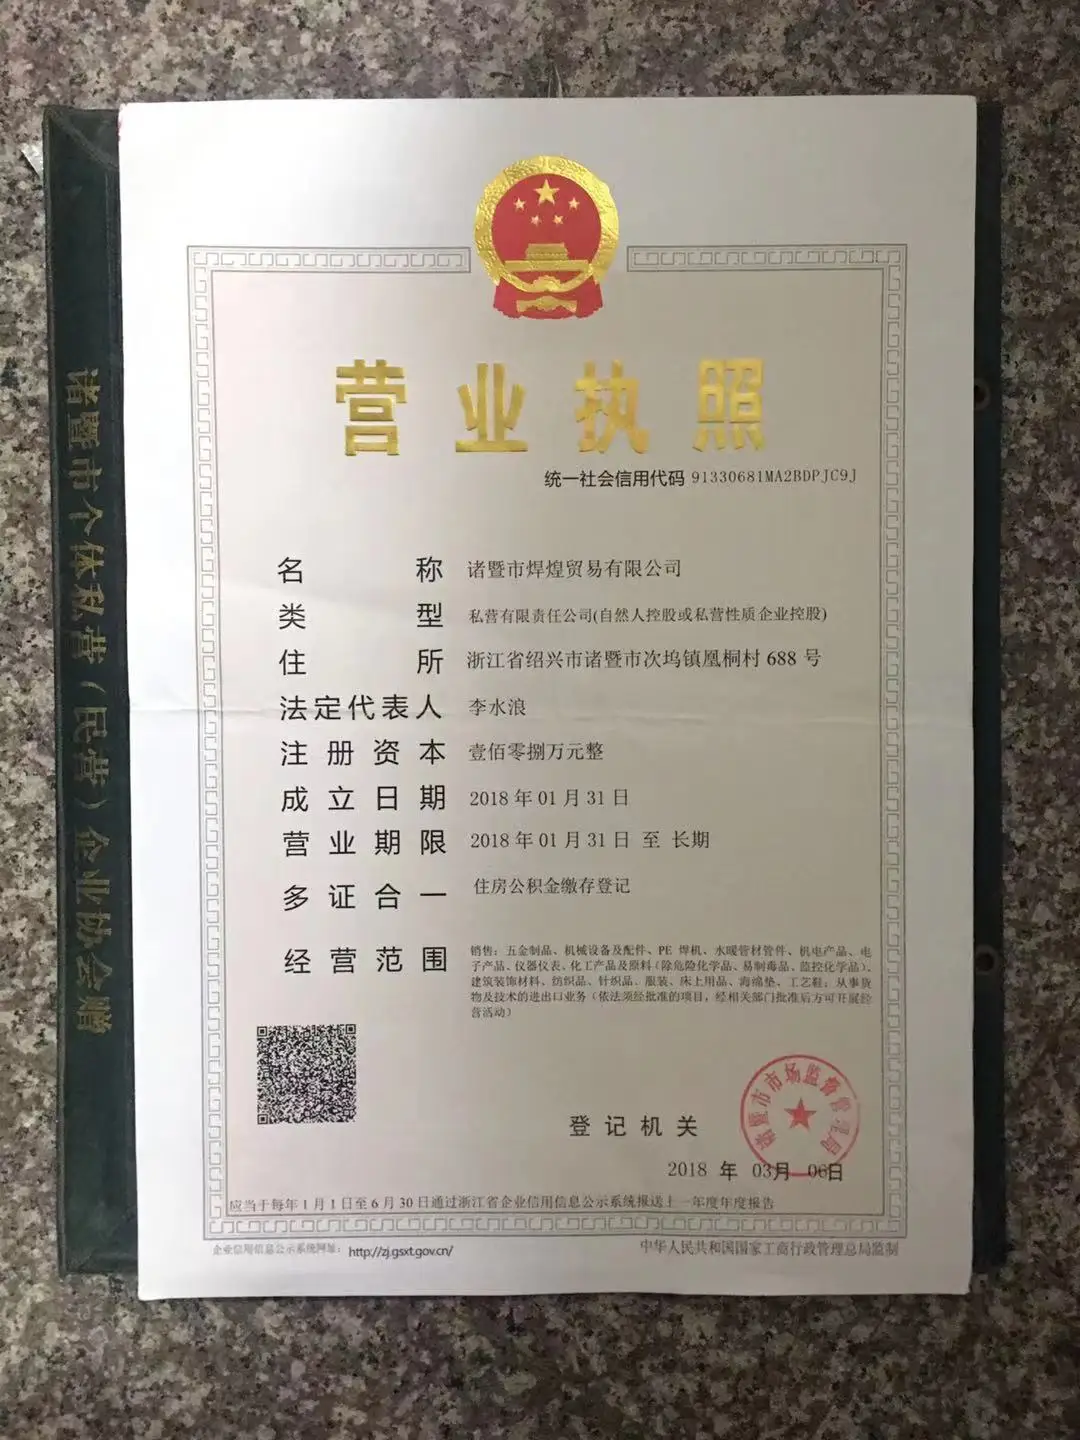 营业执照
统一社会信用代码 91330681MA2BDPJC9J
名称 诸暨市焊煌贸易有限公司
类型 私营有限责任公司(自然人控股或私营性质企业控股)
住所 浙江省绍兴市诸暨市次坞镇凰桐村 688 号
法定代表人 李水浪
注册资本 壹佰零捌万元整
成立日期 2018 年 01 月 31 日
营业期限 2018 年 01 月 31 日 至 长期
多证合一 住房公积金缴存登记
经营范围 销售：五金制品、机械设备及配件、PE 焊机、水暖管材管件、机电产品、电
子产品、仪器仪表、化工产品及原料（除危险化学品、易制毒品、监控化学品）、
建筑装饰材料、纺织品、针织品、服装、床上用品、海绵垫、工艺鞋；从事货
物及技术的进出口业务（依法须经批准的项目，经相关部门批准后方可开展经
营活动）
登记机关
诸暨市市场监督管理局
2018 年 03月 06日
应当于每年 1 月 1 日至 6 月 30 日通过浙江省企业信用信息公示系统报送上一年度年度报告
企业信用信息公示系统网址： http://zj.gsxt.gov.cn/
中华人民共和国国家工商行政管理总局监制
诸暨市个体私营（民营）企业协会赠